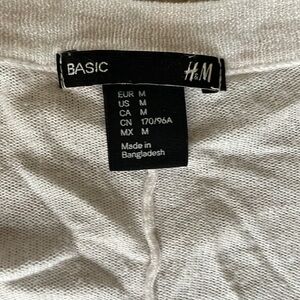 BASIC H&M
EUR M
US M
CA M
CN 170/96A
MX M
Made in
Bangladesh